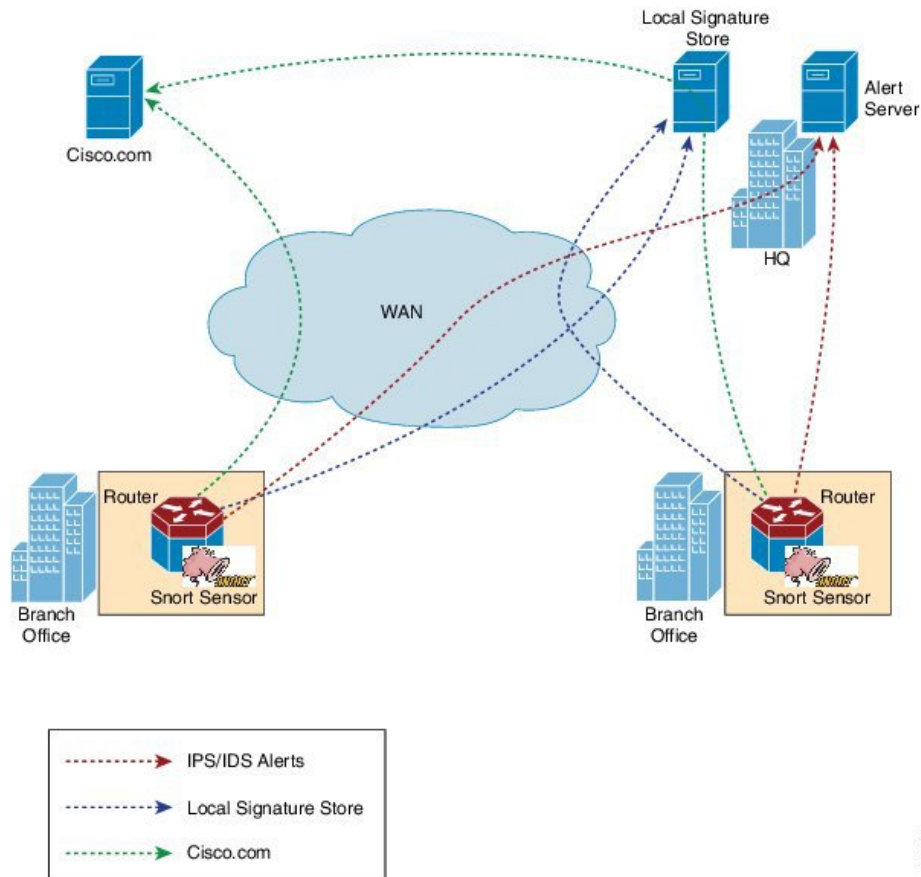 Local Signature
Store
Cisco.com
Alert
Server
HQ
WAN
Router
Snort Sensor
Branch
Office
Router
Snort Sensor
Branch
Office
IPS/IDS Alerts
Local Signature Store
Cisco.com